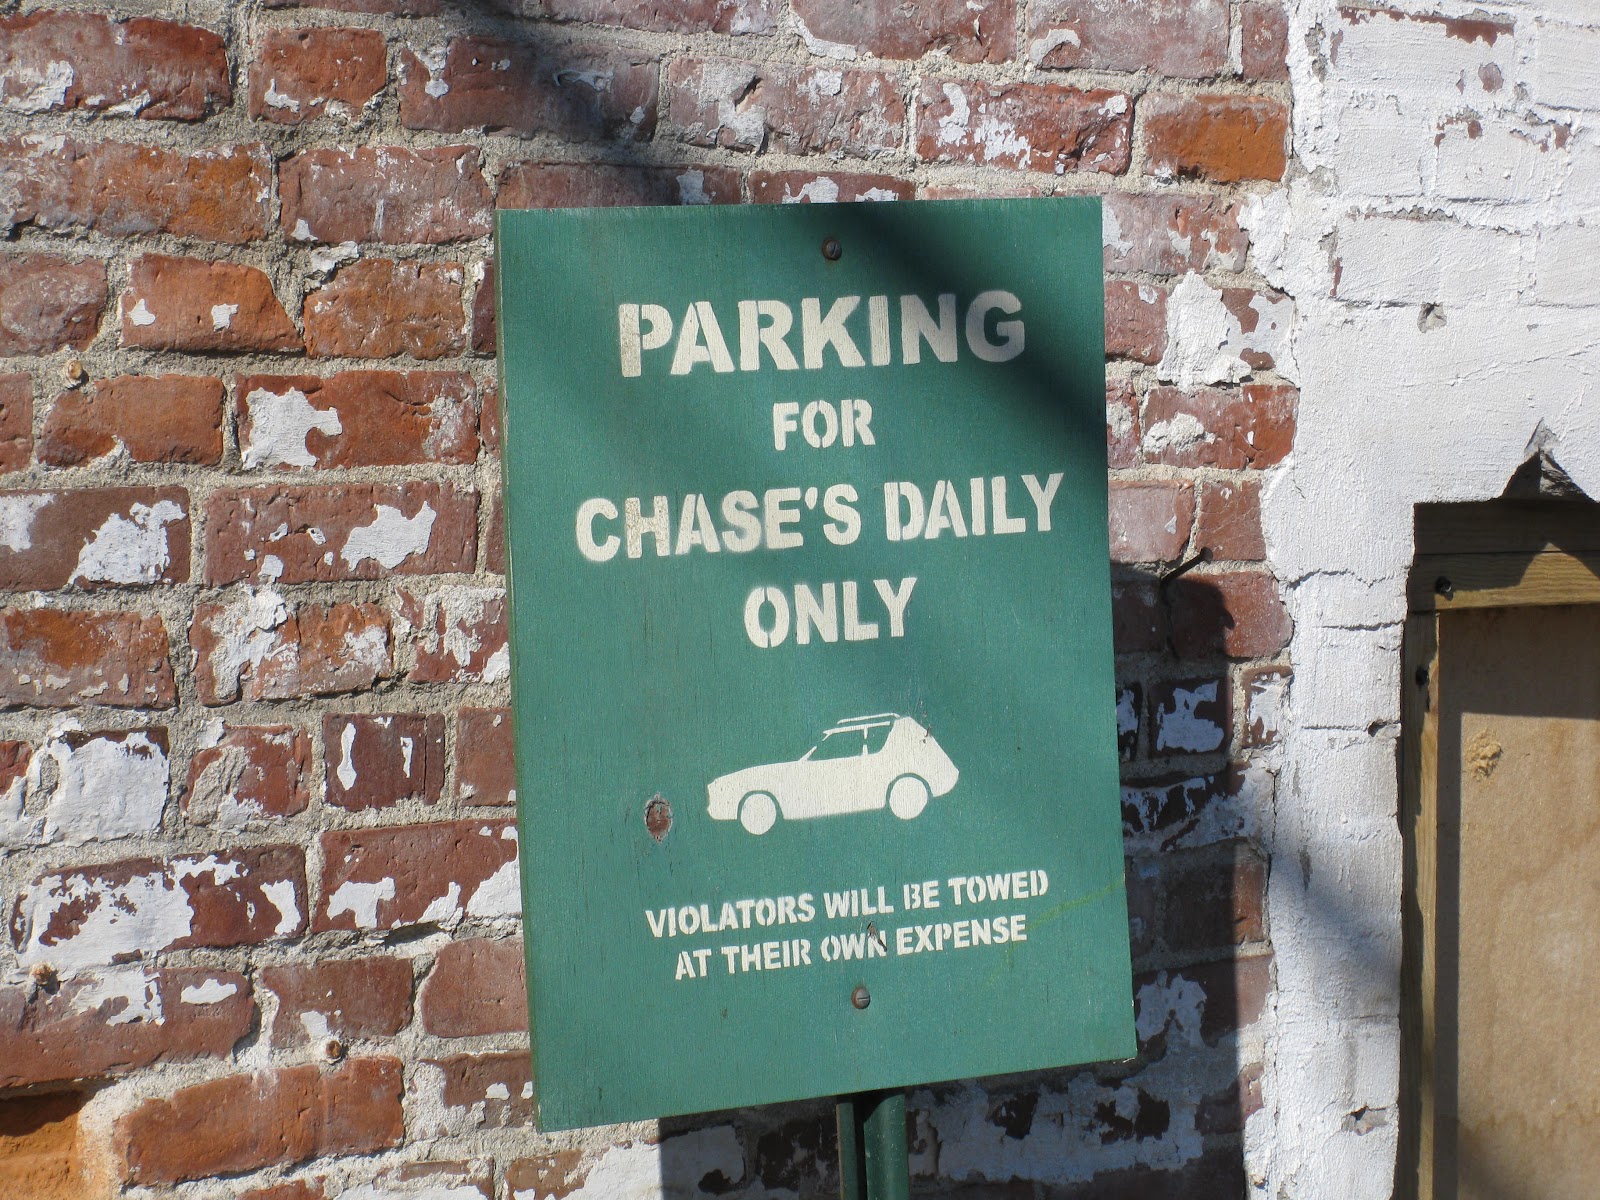 PARKING
FOR
CHASE'S DAILY
ONLY
VIOLATORS WILL BE TOWED
AT THEIR OWN EXPENSE